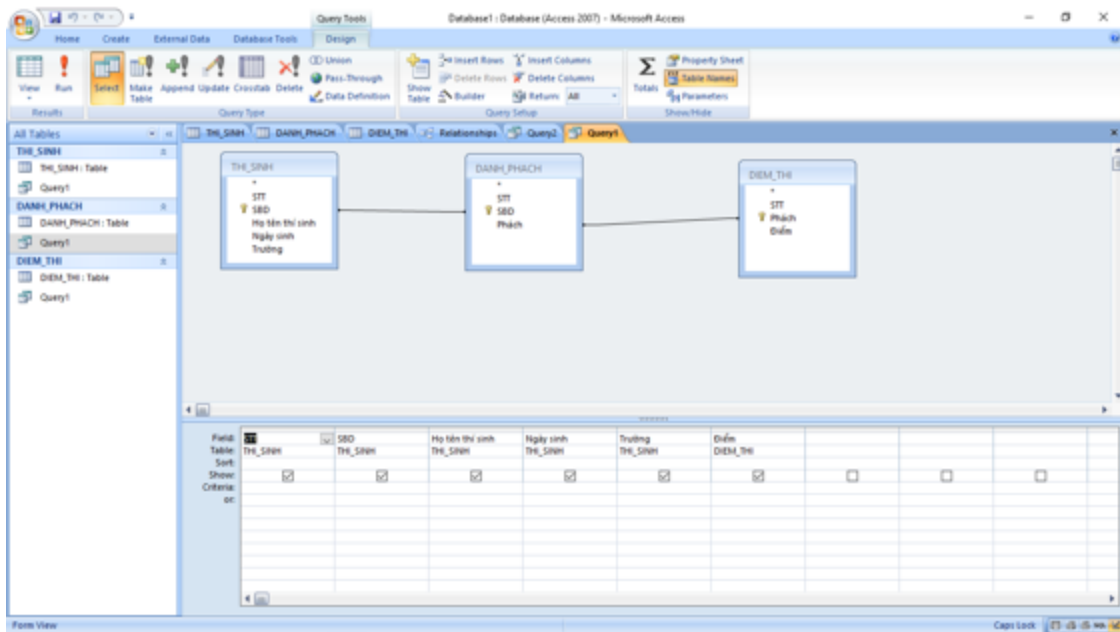 Query Tools
Database1 : Database (Access 2007) - Microsoft Access
Home Create External Data Database Tools Design
View
Run
Select
Make Table
Append
Update
Crosstab
Delete
Union
Pass-Through
Data Definition
Show Table
Insert Rows
Delete Rows
Builder
Insert Columns
Delete Columns
Return: All
Totals
Property Sheet
Table Names
Parameters
Results
Query Type
Query Setup
Show/Hide
All Tables
THI_SINH
THI_SINH : Table
Query1
DANH_PHACH
DANH_PHACH : Table
Query1
DIEM_THI
DIEM_THI : Table
Query1
THI_SINH DANH_PHACH DIEM_THI Relationships Query2 Query1
THI_SINH
*
STT
SBD
Họ tên thí sinh
Ngày sinh
Trường
DANH_PHACH
*
STT
SBD
Phách
DIEM_THI
*
STT
Phách
Điểm
Field: STT SBD Họ tên thí sinh Ngày sinh Trường Điểm
Table: THI_SINH THI_SINH THI_SINH THI_SINH THI_SINH DIEM_THI
Sort:
Show:
Criteria:
or:
Form View
Caps Lock